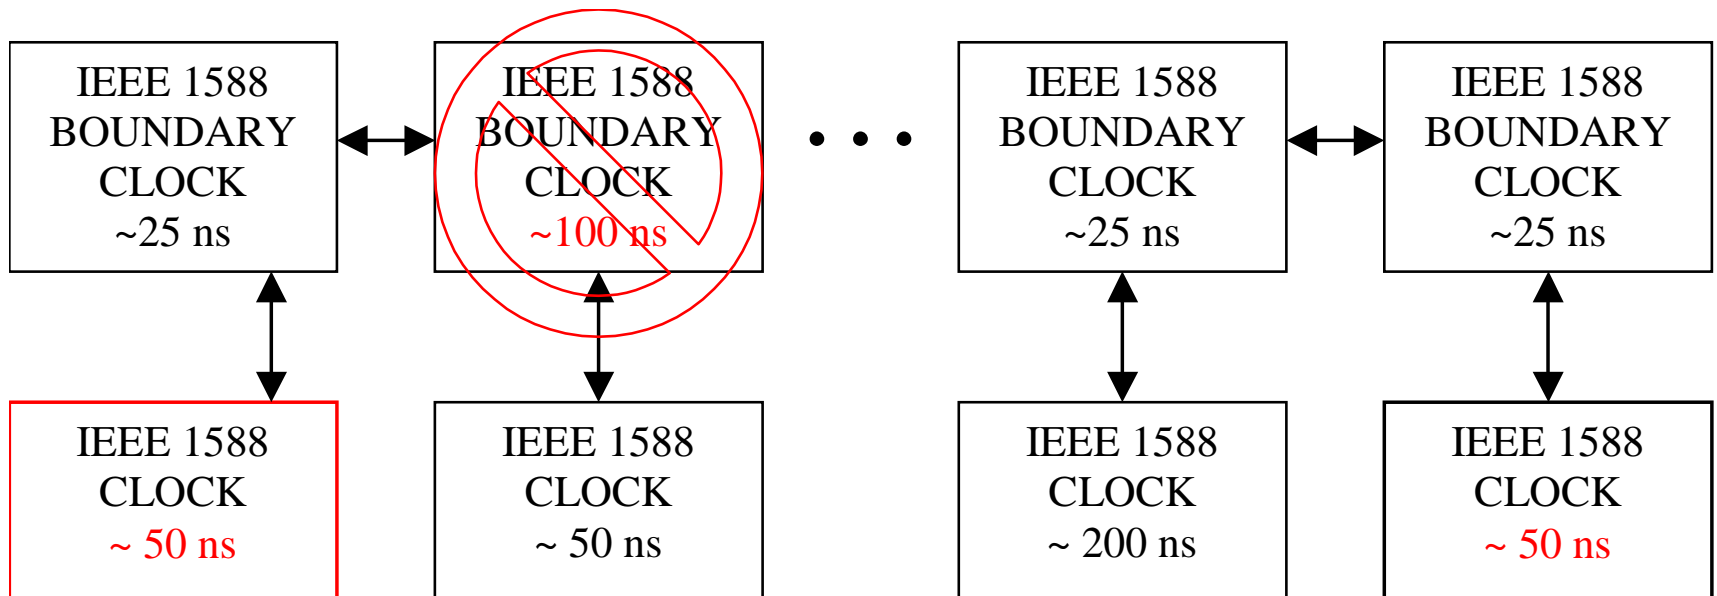 IEEE 1588
BOUNDARY
CLOCK
~25 ns
IEEE 1588
BOUNDARY
CLOCK
~100 ns
IEEE 1588
BOUNDARY
CLOCK
~25 ns
IEEE 1588
BOUNDARY
CLOCK
~25 ns
IEEE 1588
CLOCK
~ 50 ns
IEEE 1588
CLOCK
~ 50 ns
IEEE 1588
CLOCK
~ 200 ns
IEEE 1588
CLOCK
~ 50 ns